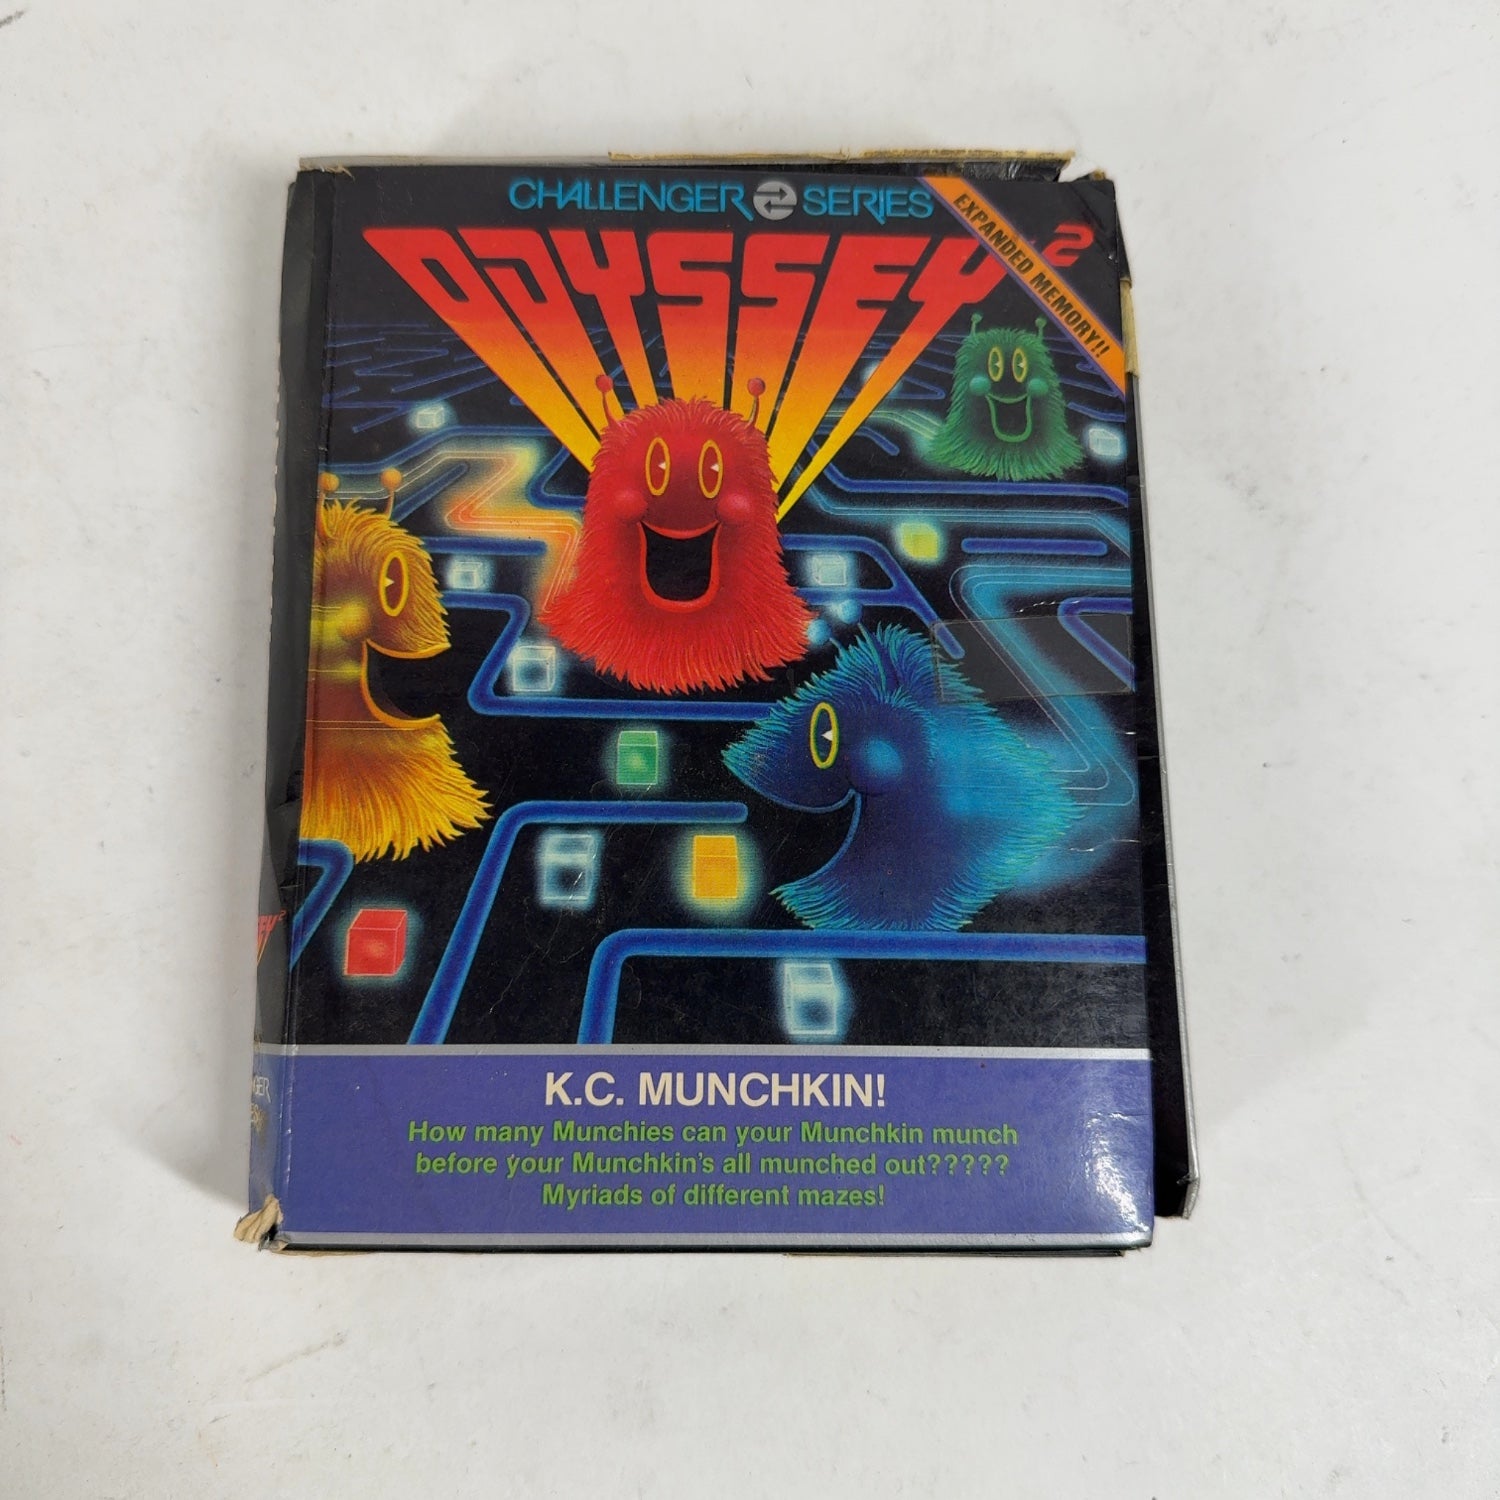 CHALLENGER SERIES
ODYSSEY 2
EXPANDED MEMORY!!
K.C. MUNCHKIN!
How many Munchies can your Munchkin munch
before your Munchkin's all munched out?????
Myriads of different mazes!